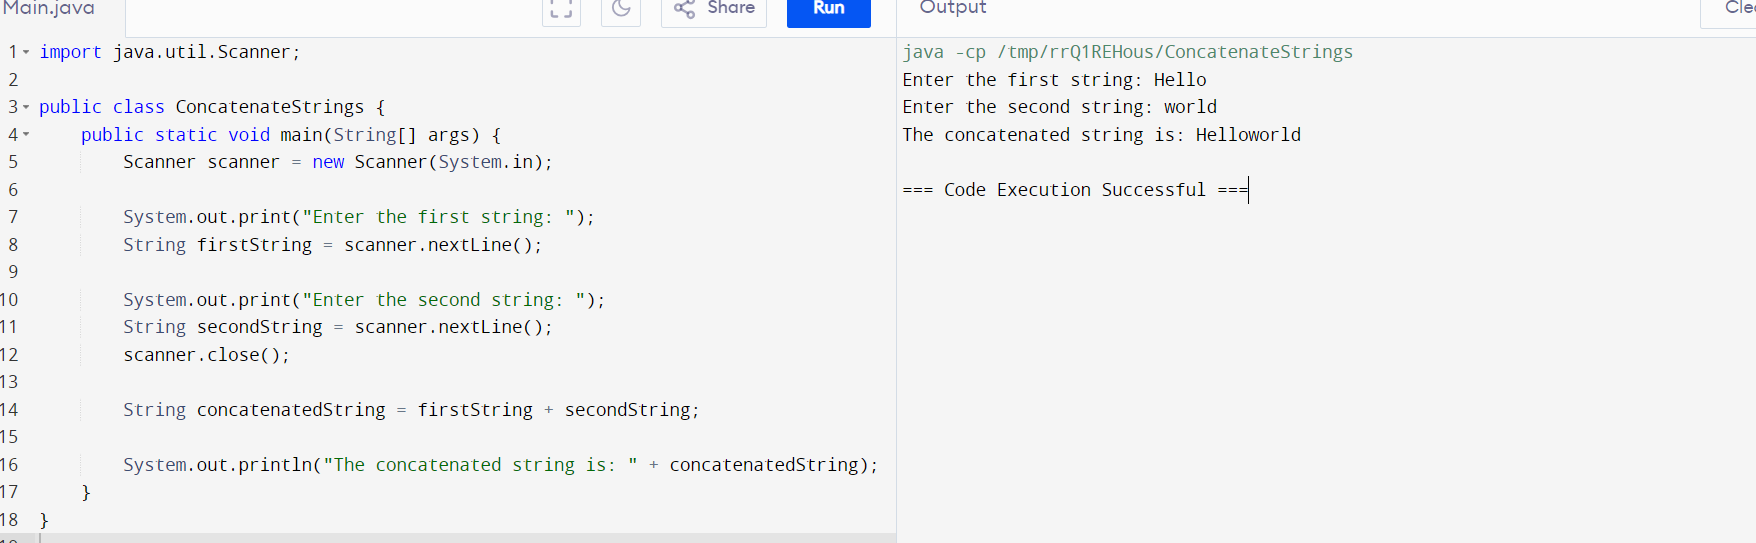 Main.java
Share
Run
Output
1 import java.util.Scanner;
2
3 public class ConcatenateStrings {
4     public static void main(String[] args) {
5         Scanner scanner = new Scanner(System.in);
6
7         System.out.print("Enter the first string: ");
8         String firstString = scanner.nextLine();
9
10         System.out.print("Enter the second string: ");
11         String secondString = scanner.nextLine();
12         scanner.close();
13
14         String concatenatedString = firstString + secondString;
15
16         System.out.println("The concatenated string is: " + concatenatedString);
17     }
18 }
java -cp /tmp/rrQ1REHous/ConcatenateStrings
Enter the first string: Hello
Enter the second string: world
The concatenated string is: Helloworld
=== Code Execution Successful ===